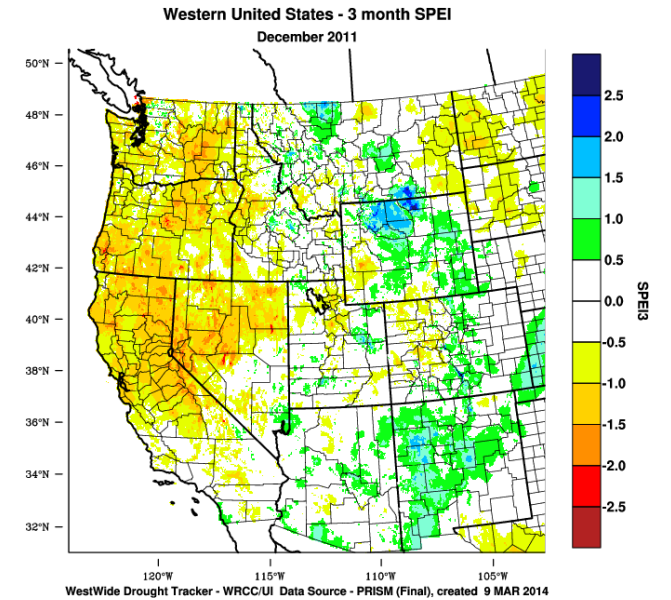 Western United States - 3 month SPEI
December 2011
50°N
48°N
46°N
44°N
42°N
40°N
38°N
36°N
34°N
32°N
120°W
115°W
110°W
105°W
2.5
2.0
1.5
1.0
0.5
0.0
-0.5
-1.0
-1.5
-2.0
-2.5
SPEI3
WestWide Drought Tracker - WRCC/UI Data Source - PRISM (Final), created 9 MAR 2014